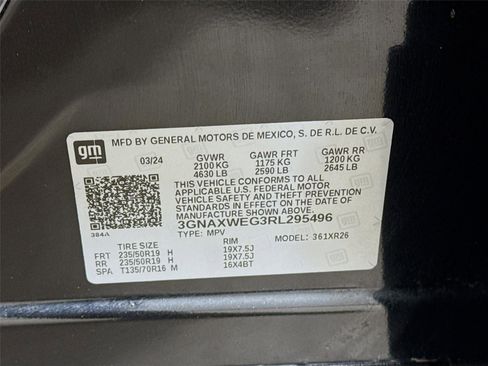 gm
MFD BY GENERAL MOTORS DE MEXICO, S. DE R.L. DE C.V.
03/24 GVWR GAWR FRT GAWR RR
2100 KG 1175 KG 1200 KG
4630 LB 2590 LB 2645 LB
THIS VEHICLE CONFORMS TO ALL
APPLICABLE U.S. FEDERAL MOTOR
VEHICLE SAFETY AND THEFT PREVENTION
STANDARDS IN EFFECT ON THE DATE
OF MANUFACTURE SHOWN ABOVE.
3GNAXWEG3RL295496
384A TYPE: MPV MODEL: 361XR26
TIRE SIZE RIM
FRT 235/50R19 H 19X7.5J
RR 235/50R19 H 19X7.5J
SPA T135/70R16 M 16X4BT